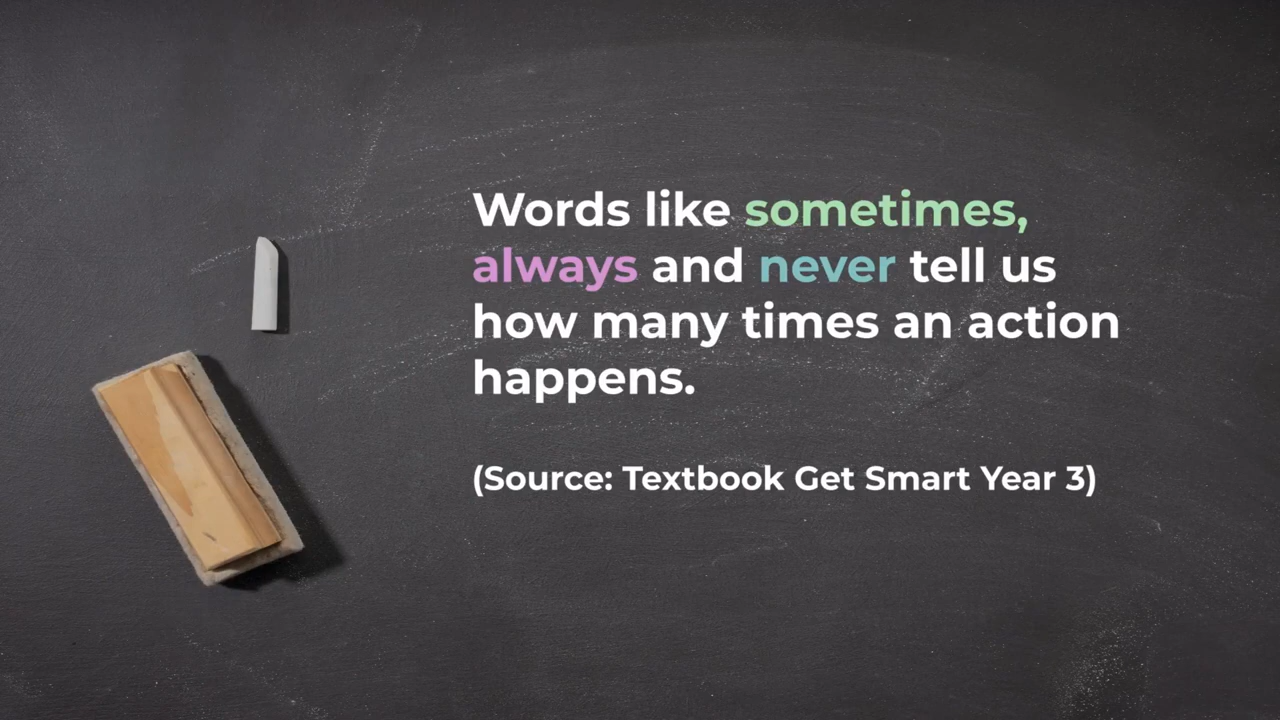 Words like sometimes,
always and never tell us
how many times an action
happens.
(Source: Textbook Get Smart Year 3)